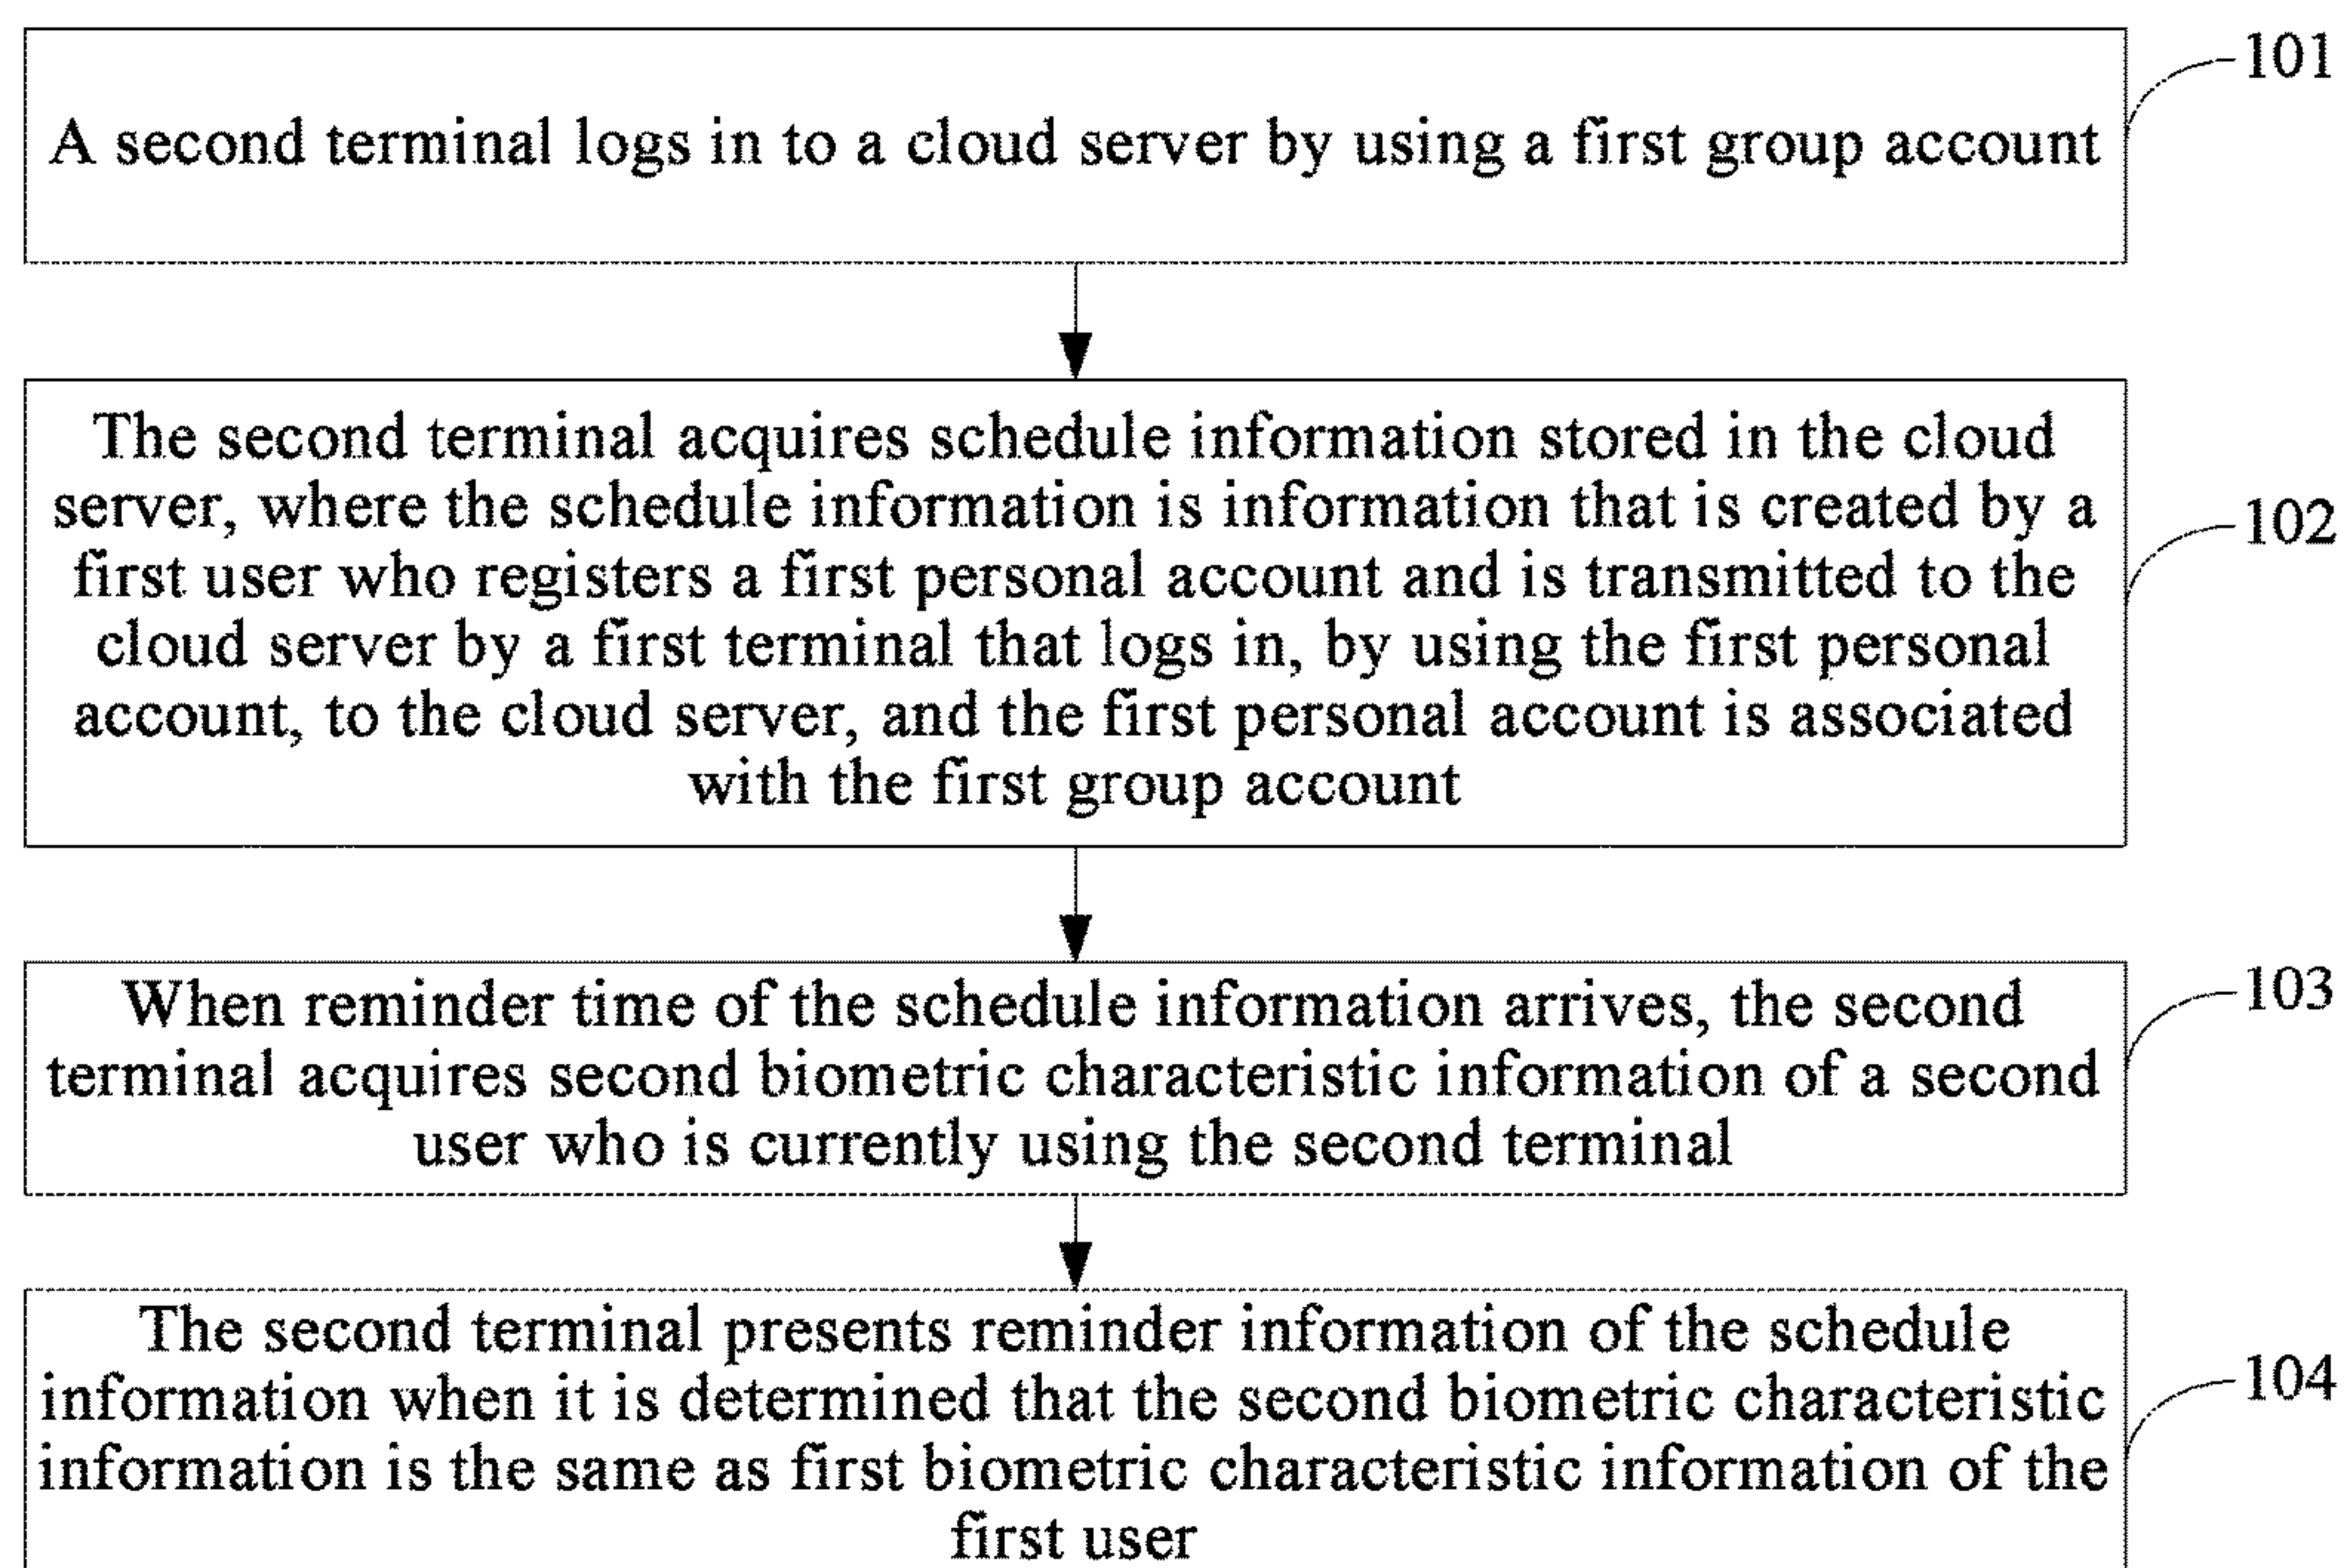 101
A second terminal logs in to a cloud server by using a first group account
The second terminal acquires schedule information stored in the cloud
server, where the schedule information is information that is created by a
102
first user who registers a first personal account and is transmitted to the
cloud server by a first terminal that logs in, by using the first personal
account, to the cloud server, and the first personal account is associated
with the first group account
103
When reminder time of the schedule information arrives, the second
terminal acquires second biometric characteristic information of a second
user who is currently using the second terminal
The second terminal presents reminder information of the schedule
104
information when it is determined that the second biometric characteristic
information is the same as first biometric characteristic information of the
first user